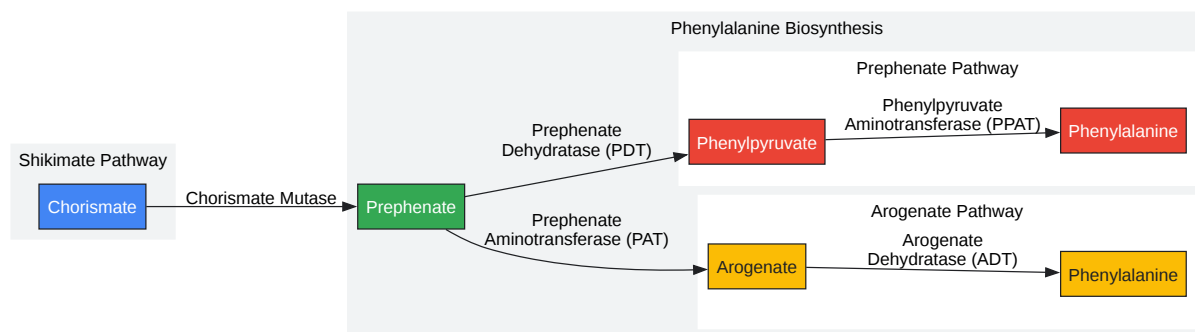 Phenylalanine Biosynthesis
Prephenate Pathway
Phenylpyruvate
Aminotransferase (PPAT)
Prephenate
Dehydratase (PDT)
Phenylpyruvate
Phenylalanine
Shikimate Pathway
Chorismate
Chorismate Mutase
Prephenate
Prephenate
Aminotransferase (PAT)
Arogenate Pathway
Arogenate
Dehydratase (ADT)
Arogenate
Phenylalanine